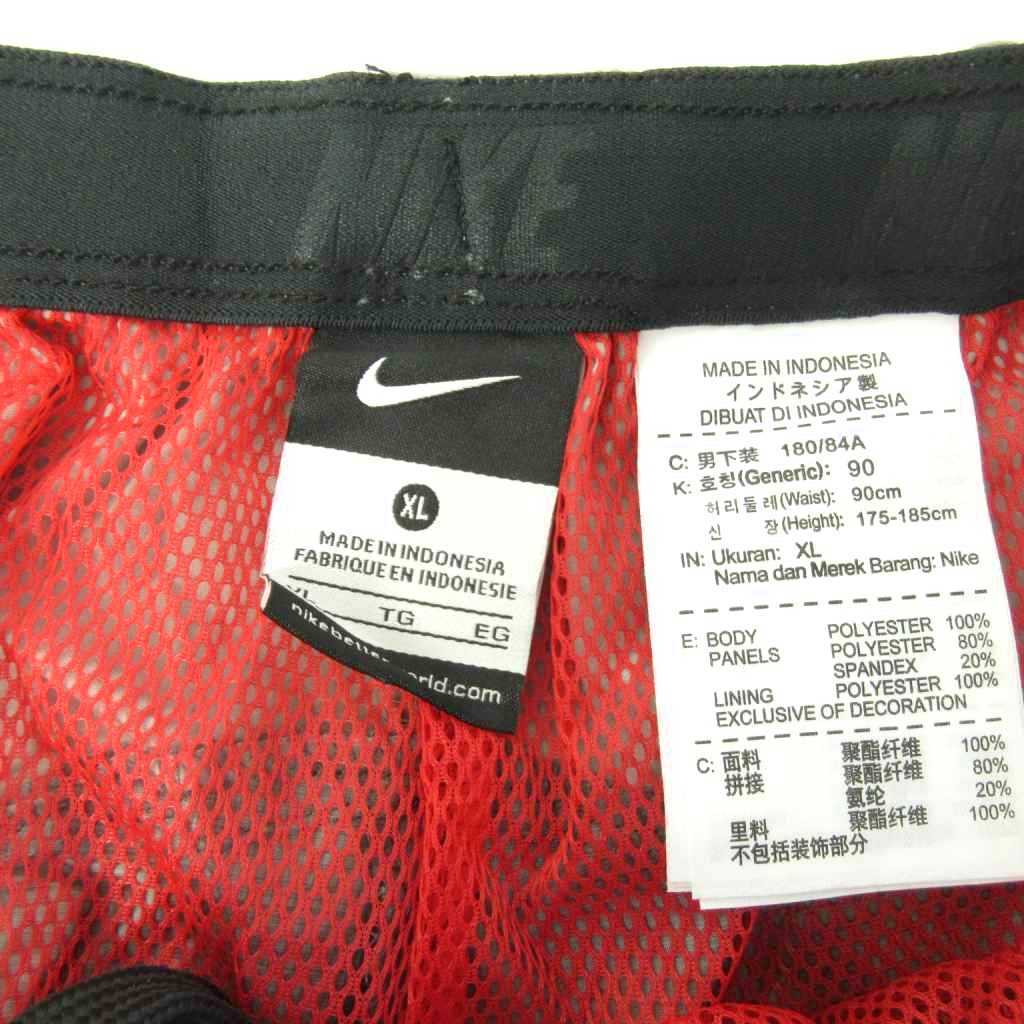 NIKE
XL
MADE IN INDONESIA
FABRIQUE EN INDONESIE
TG EG
nikebetter rld.com
MADE IN INDONESIA
インドネシア製
DIBUAT DI INDONESIA
C: 男下装 180/84A
K: 호칭(Generic): 90
허리둘레(Waist): 90cm
신 장(Height): 175-185cm
IN: Ukuran: XL
Nama dan Merek Barang: Nike
E: BODY POLYESTER 100%
PANELS POLYESTER 80%
SPANDEX 20%
LINING POLYESTER 100%
EXCLUSIVE OF DECORATION
C: 面料 聚酯纤维 100%
拼接 聚酯纤维 80%
氨纶 20%
里料 聚酯纤维 100%
不包括装饰部分